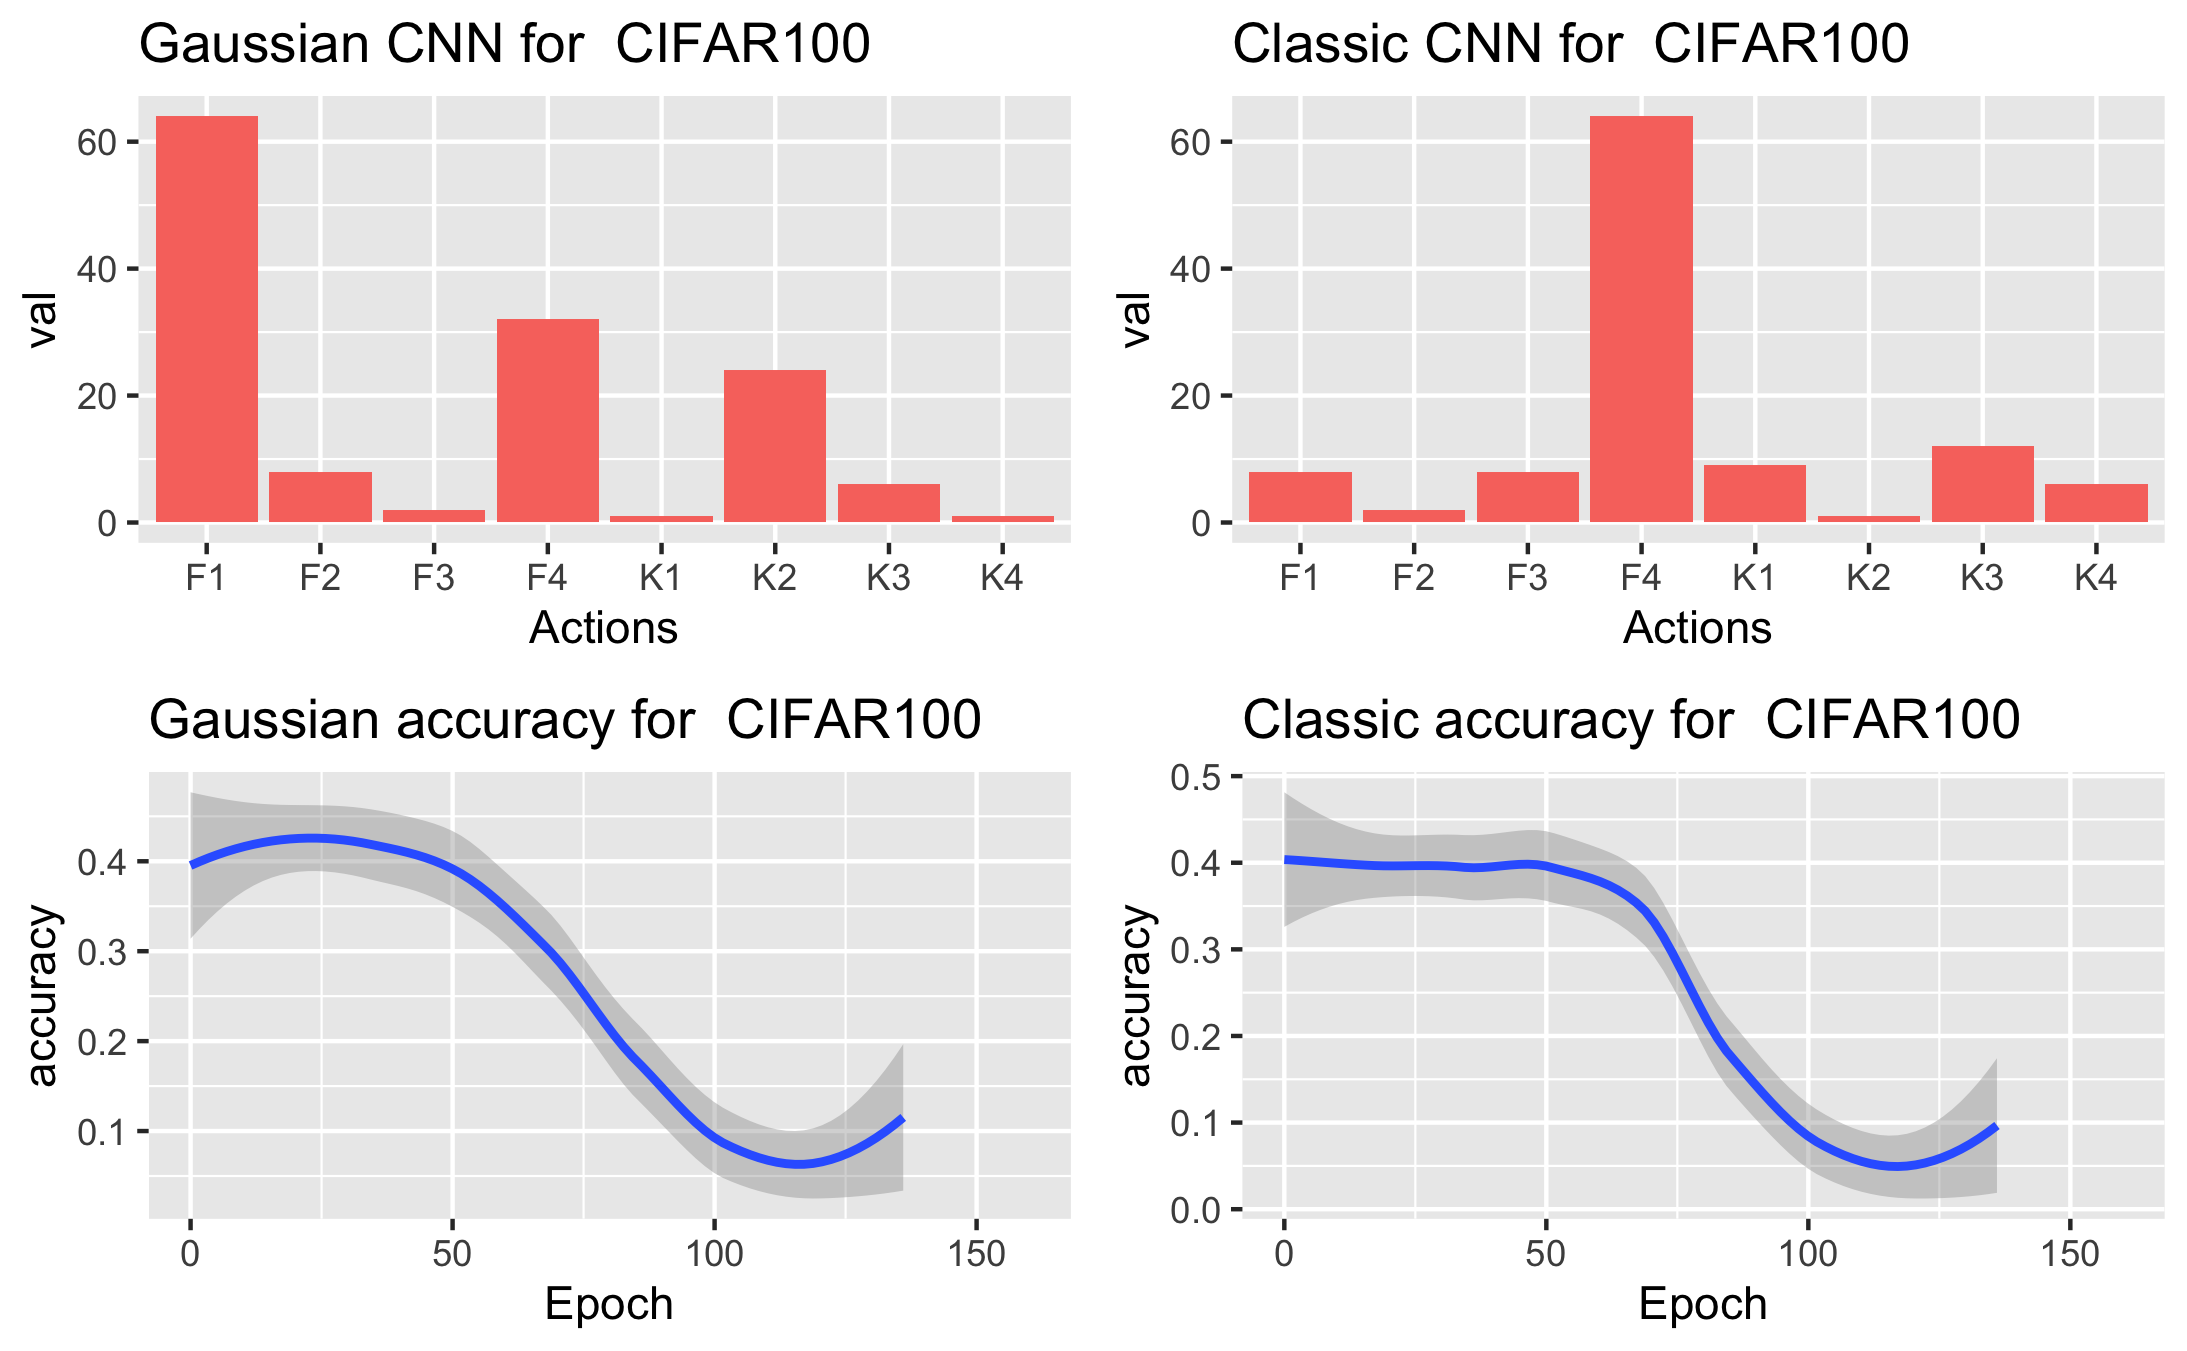 Gaussian CNN for  CIFAR100
val
60
40
20
0
F1 F2 F3 F4 K1 K2 K3 K4
Actions
Classic CNN for  CIFAR100
val
60
40
20
0
F1 F2 F3 F4 K1 K2 K3 K4
Actions
Gaussian accuracy for  CIFAR100
accuracy
0.4
0.3
0.2
0.1
0 50 100 150
Epoch
Classic accuracy for  CIFAR100
accuracy
0.5
0.4
0.3
0.2
0.1
0.0
0 50 100 150
Epoch